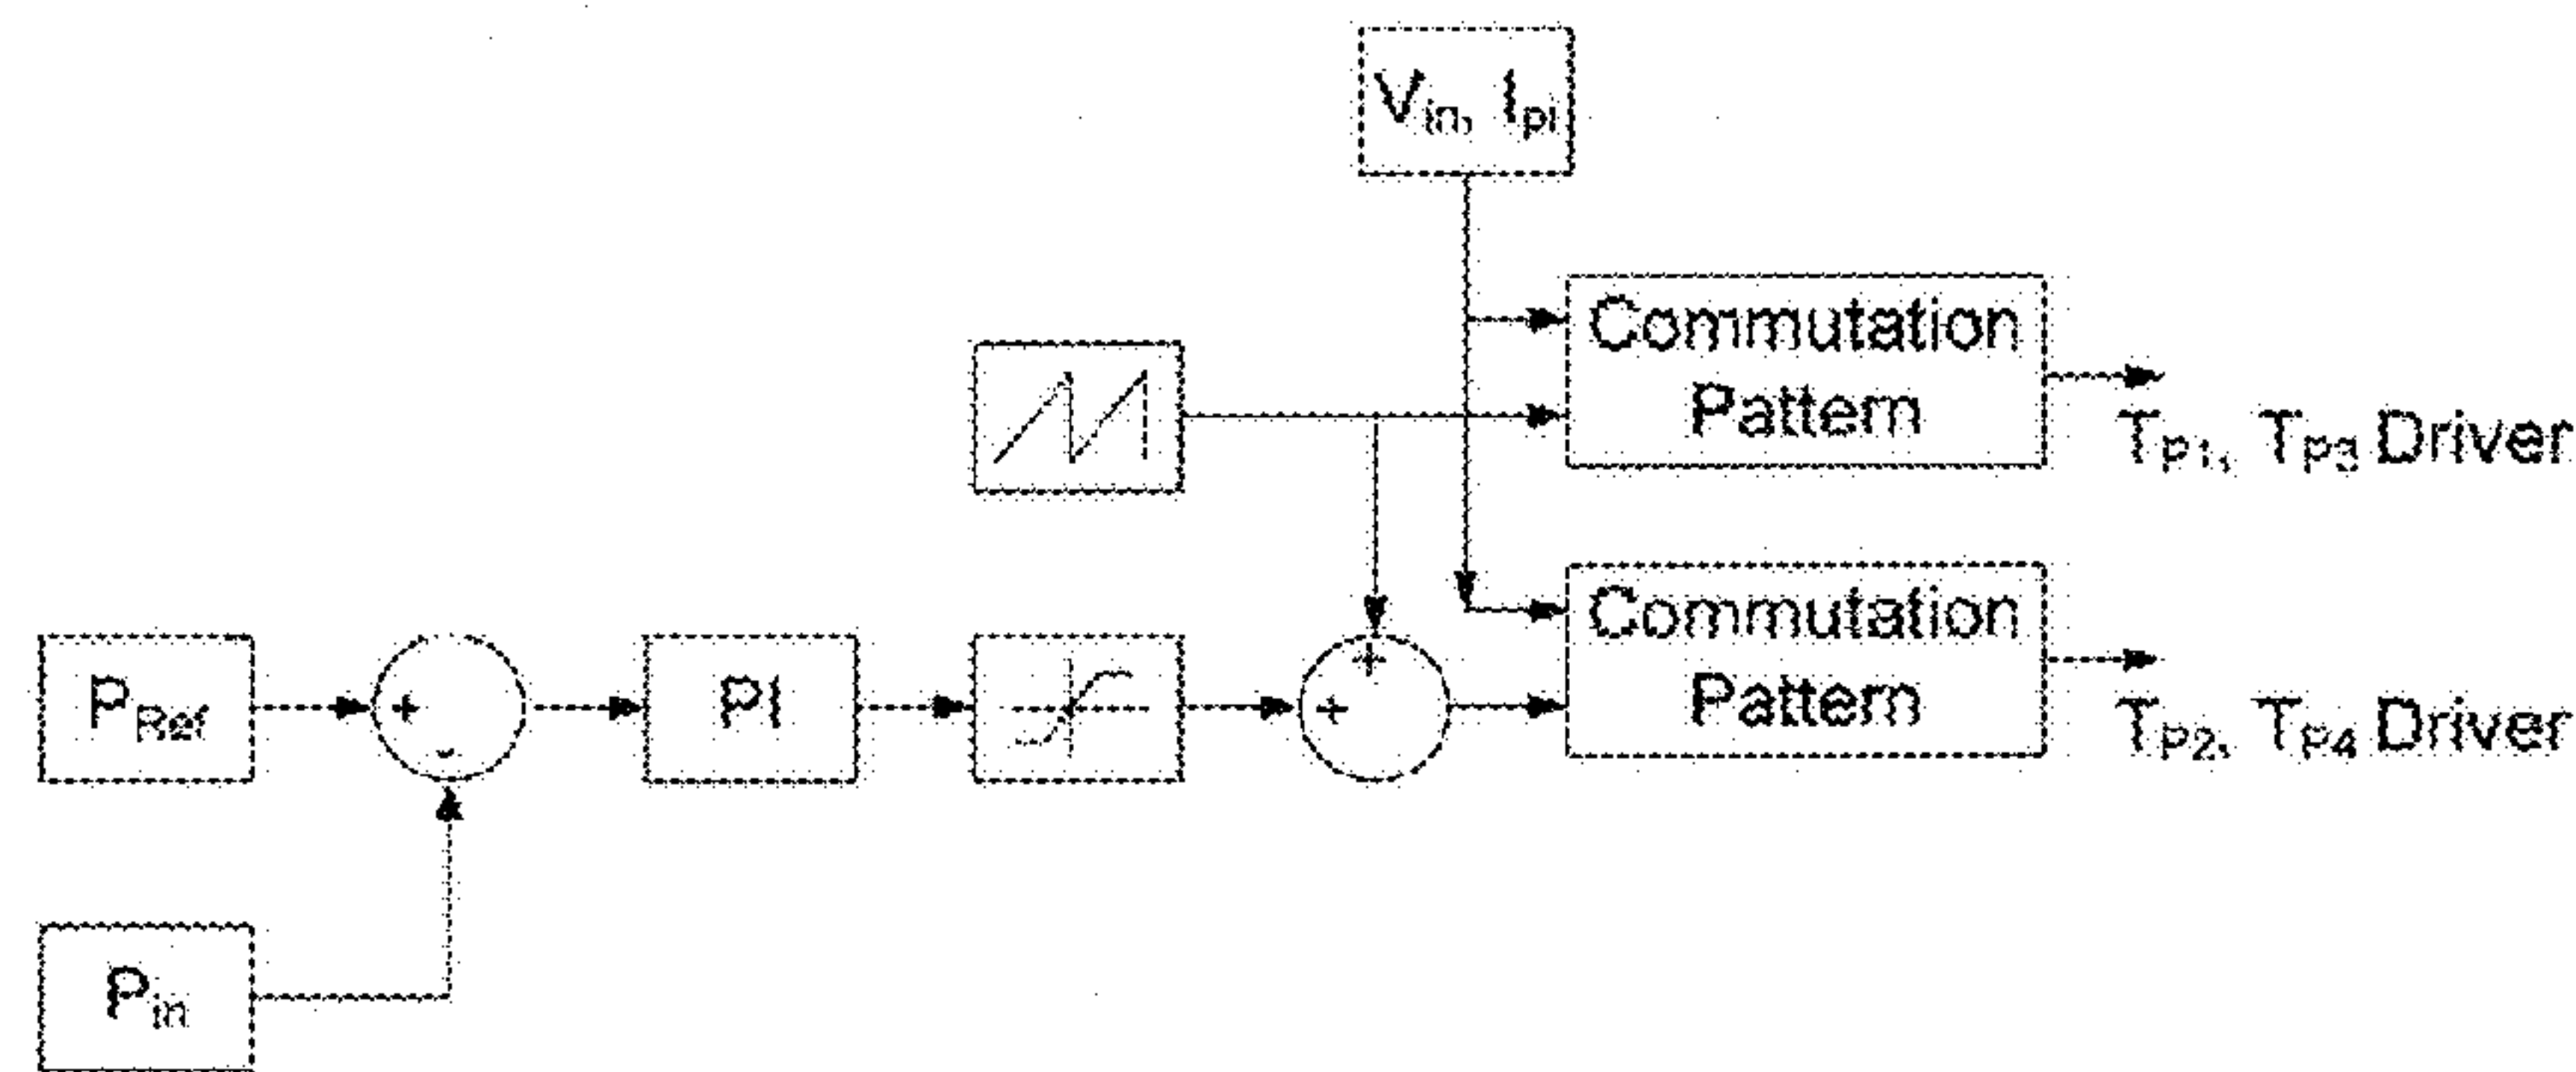 Vin, Ipi
Commutation
Pattern
TP1, TP3 Driver
Commutation
Pattern
TP2, TP4 Driver
PRef
+
-
PI
+
+
Pin